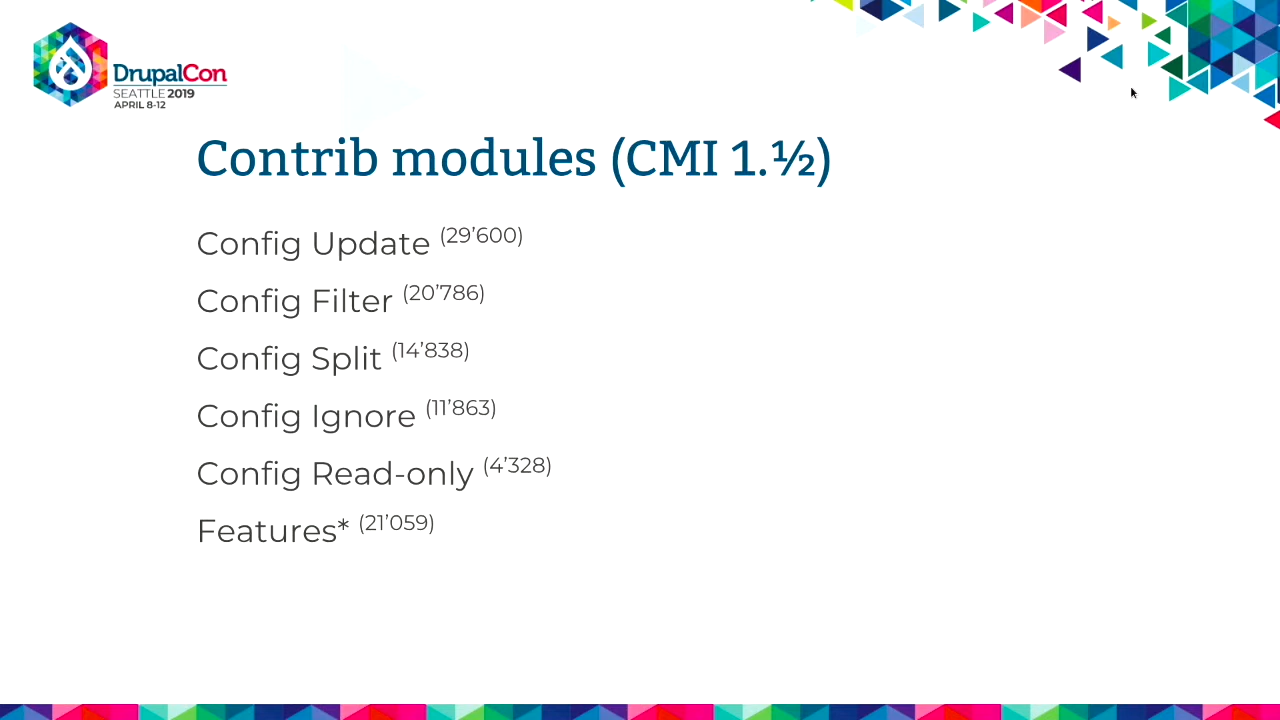 DrupalCon
SEATTLE 2019
APRIL 8-12
Contrib modules (CMI 1.½)
Config Update (29’600)
Config Filter (20’786)
Config Split (14’838)
Config Ignore (11’863)
Config Read-only (4’328)
Features* (21’059)